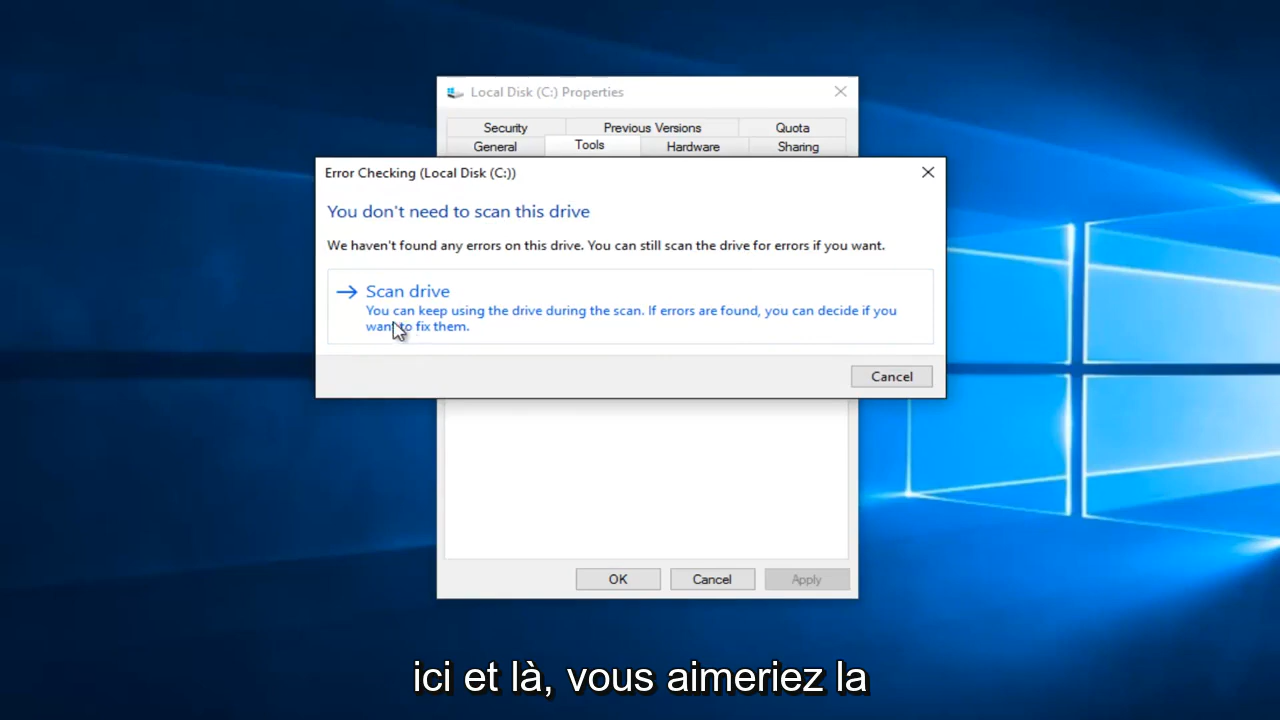 Local Disk (C:) Properties
Security Previous Versions Quota
General Tools Hardware Sharing
Error Checking (Local Disk (C:))
You don't need to scan this drive
We haven't found any errors on this drive. You can still scan the drive for errors if you want.
Scan drive
You can keep using the drive during the scan. If errors are found, you can decide if you
want to fix them.
Cancel
OK Cancel Apply
ici et là, vous aimeriez la